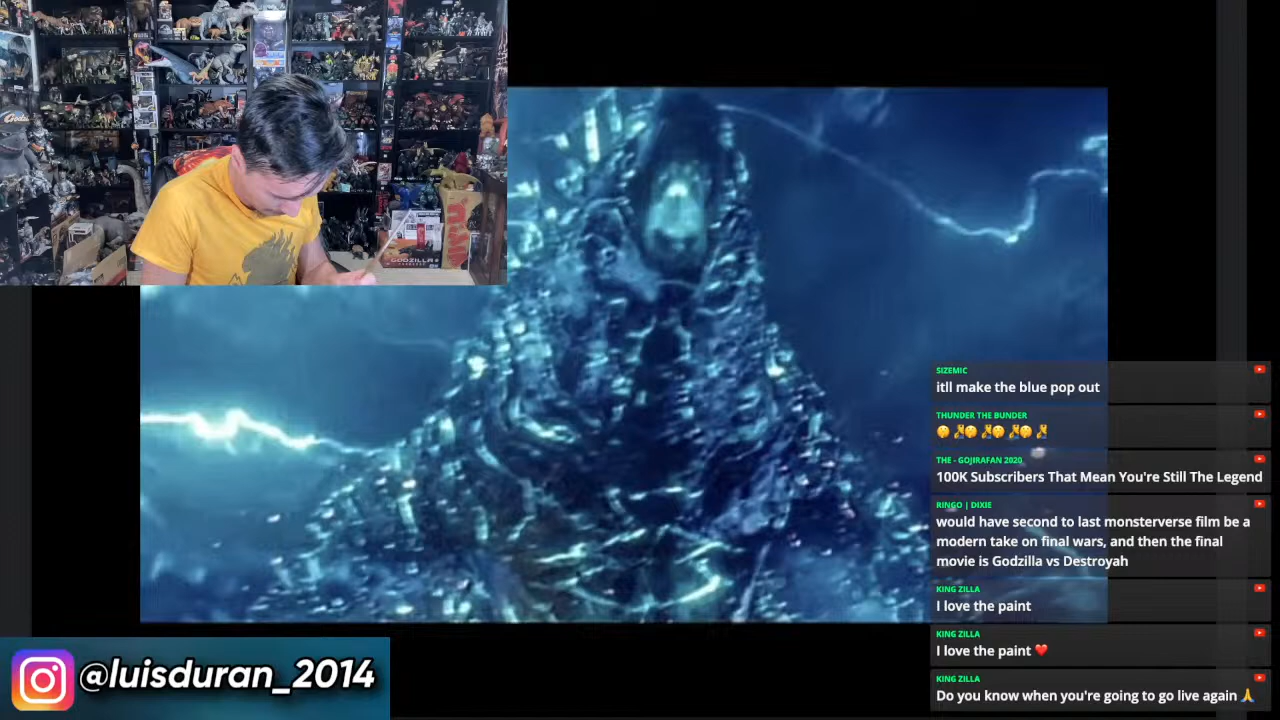 GODZILLA
SIZEMIC
itll make the blue pop out
THUNDER THE BUNDER
THE - GOJIRAFAN 2020
100K Subscribers That Mean You're Still The Legend
RINGO | DIXIE
would have second to last monsterverse film be a
modern take on final wars, and then the final
movie is Godzilla vs Destroyah
KING ZILLA
I love the paint
KING ZILLA
I love the paint ❤️
KING ZILLA
Do you know when you're going to go live again 🙏
@luisduran_2014